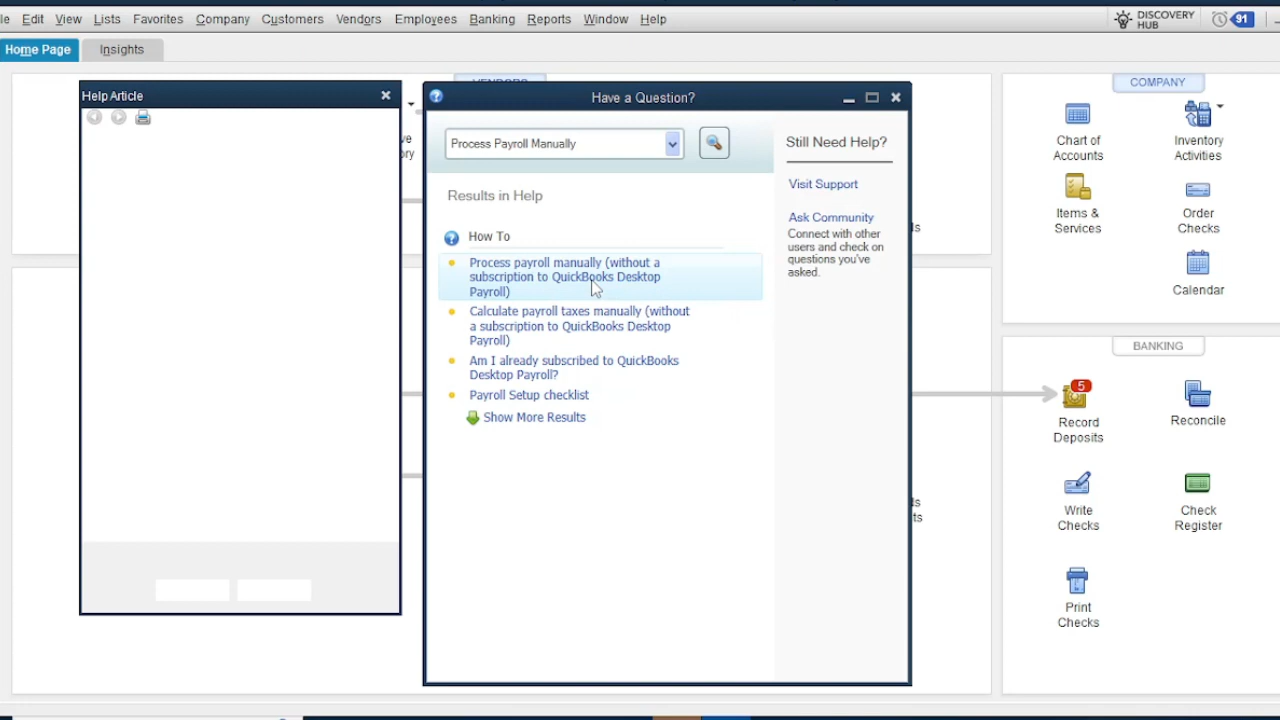 le Edit View Lists Favorites Company Customers Vendors Employees Banking Reports Window Help
DISCOVERY
HUB
91
Home Page
Insights
Help Article
ve
ory
Have a Question?
Process Payroll Manually
Results in Help
How To
Process payroll manually (without a
subscription to QuickBooks Desktop
Payroll)
Calculate payroll taxes manually (without
a subscription to QuickBooks Desktop
Payroll)
Am I already subscribed to QuickBooks
Desktop Payroll?
Payroll Setup checklist
Show More Results
Still Need Help?
Visit Support
Ask Community
Connect with other
users and check on
questions you've
asked.
ds
ts
COMPANY
Chart of
Accounts
Inventory
Activities
Items &
Services
Order
Checks
Calendar
BANKING
5
Record
Deposits
Reconcile
Write
Checks
Check
Register
Print
Checks